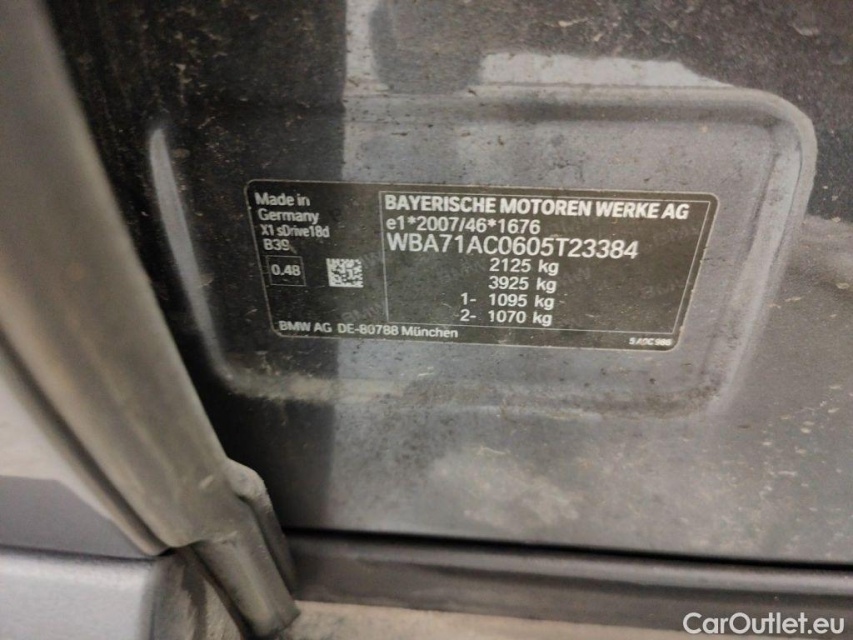 Made in
Germany
X1 sDrive18d
B39
0.48
BAYERISCHE MOTOREN WERKE AG
e1*2007/46*1676
WBA71AC0605T23384
2125 kg
3925 kg
1- 1095 kg
2- 1070 kg
BMW AG DE-80788 München
CarOutlet.eu